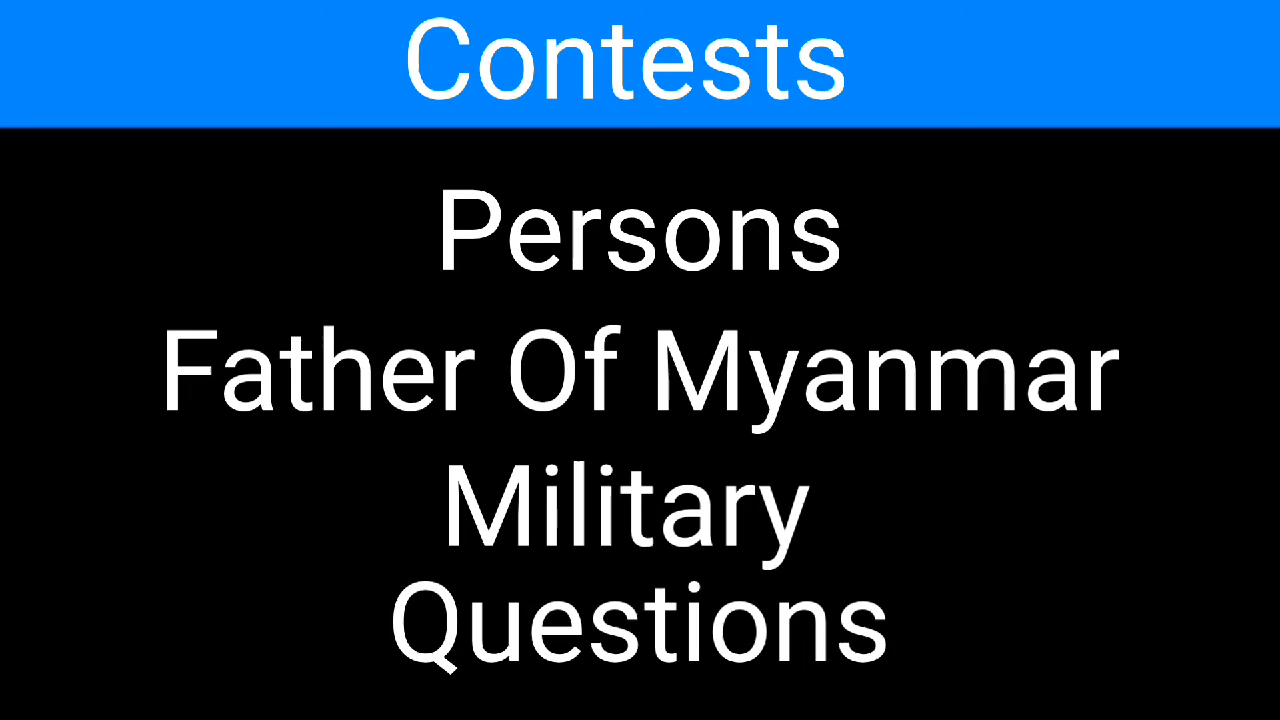 Contests
Persons
Father Of Myanmar
Military
Questions